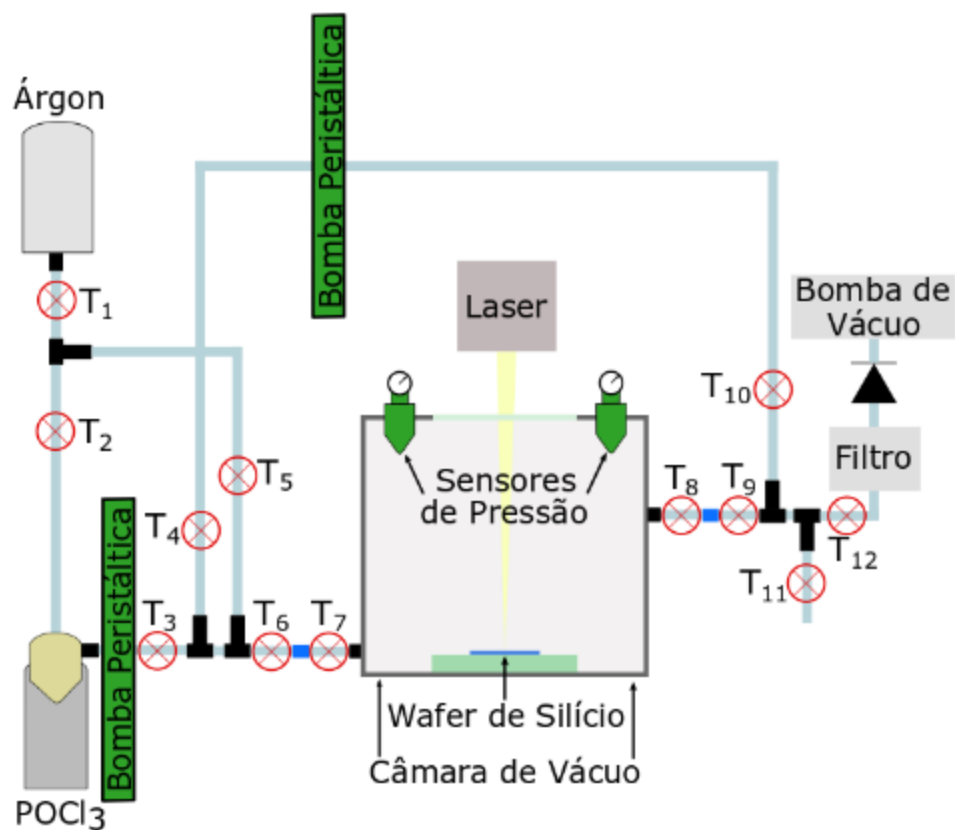 Árgon
Bomba Peristáltica
T1
Laser
Bomba de
Vácuo
T10
T2
Filtro
T5
Sensores
de Pressão
T8
T9
T4
T12
T11
Bomba Peristáltica
T3
T6
T7
Wafer de Silício
Câmara de Vácuo
POCl3